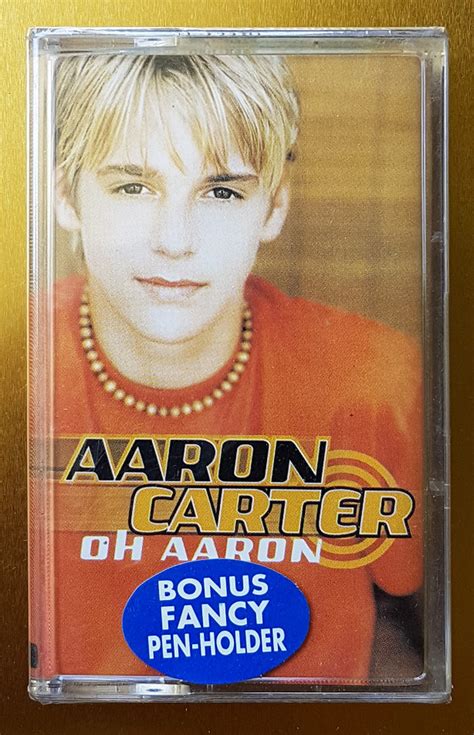 AARON
CARTER
OH AARON
BONUS
FANCY
PEN-HOLDER